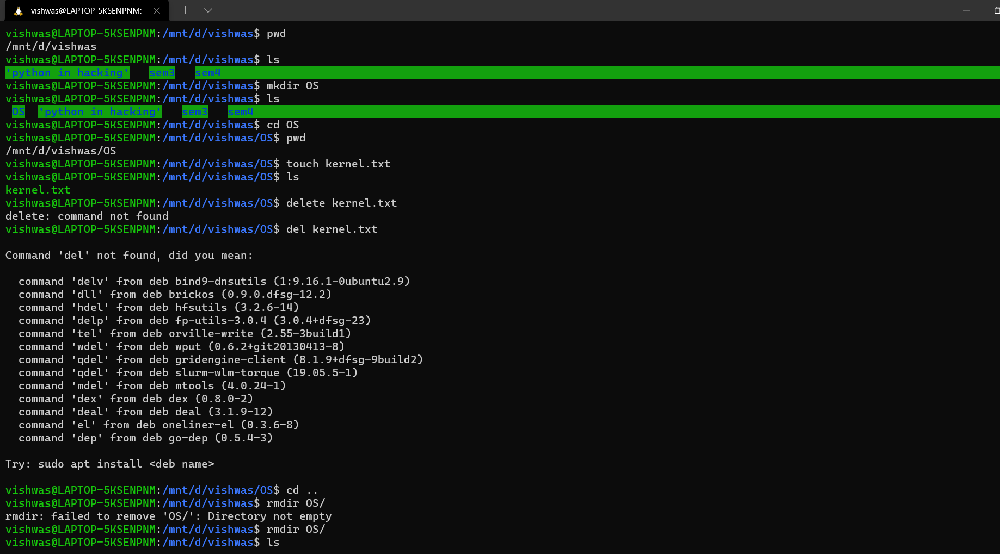 vishwas@LAPTOP-5KSENPNM: .
vishwas@LAPTOP-5KSENPNM:/mnt/d/vishwas$ pwd
/mnt/d/vishwas
vishwas@LAPTOP-5KSENPNM:/mnt/d/vishwas$ ls
'python in hacking'   sem3   sem4
vishwas@LAPTOP-5KSENPNM:/mnt/d/vishwas$ mkdir OS
vishwas@LAPTOP-5KSENPNM:/mnt/d/vishwas$ ls
 OS  'python in hacking'   sem3   sem4
vishwas@LAPTOP-5KSENPNM:/mnt/d/vishwas$ cd OS
vishwas@LAPTOP-5KSENPNM:/mnt/d/vishwas/OS$ pwd
/mnt/d/vishwas/OS
vishwas@LAPTOP-5KSENPNM:/mnt/d/vishwas/OS$ touch kernel.txt
vishwas@LAPTOP-5KSENPNM:/mnt/d/vishwas/OS$ ls
kernel.txt
vishwas@LAPTOP-5KSENPNM:/mnt/d/vishwas/OS$ delete kernel.txt
delete: command not found
vishwas@LAPTOP-5KSENPNM:/mnt/d/vishwas/OS$ del kernel.txt

Command 'del' not found, did you mean:

  command 'delv' from deb bind9-dnsutils (1:9.16.1-0ubuntu2.9)
  command 'dll' from deb brickos (0.9.0.dfsg-12.2)
  command 'hdel' from deb hfsutils (3.2.6-14)
  command 'delp' from deb fp-utils-3.0.4 (3.0.4+dfsg-23)
  command 'tel' from deb orville-write (2.55-3build1)
  command 'wdel' from deb wput (0.6.2+git20130413-8)
  command 'qdel' from deb gridengine-client (8.1.9+dfsg-9build2)
  command 'qdel' from deb slurm-wlm-torque (19.05.5-1)
  command 'mdel' from deb mtools (4.0.24-1)
  command 'dex' from deb dex (0.8.0-2)
  command 'deal' from deb deal (3.1.9-12)
  command 'el' from deb oneliner-el (0.3.6-8)
  command 'dep' from deb go-dep (0.5.4-3)

Try: sudo apt install <deb name>

vishwas@LAPTOP-5KSENPNM:/mnt/d/vishwas/OS$ cd ..
vishwas@LAPTOP-5KSENPNM:/mnt/d/vishwas$ rmdir OS/
rmdir: failed to remove 'OS/': Directory not empty
vishwas@LAPTOP-5KSENPNM:/mnt/d/vishwas$ rmdir OS/
vishwas@LAPTOP-5KSENPNM:/mnt/d/vishwas$ ls